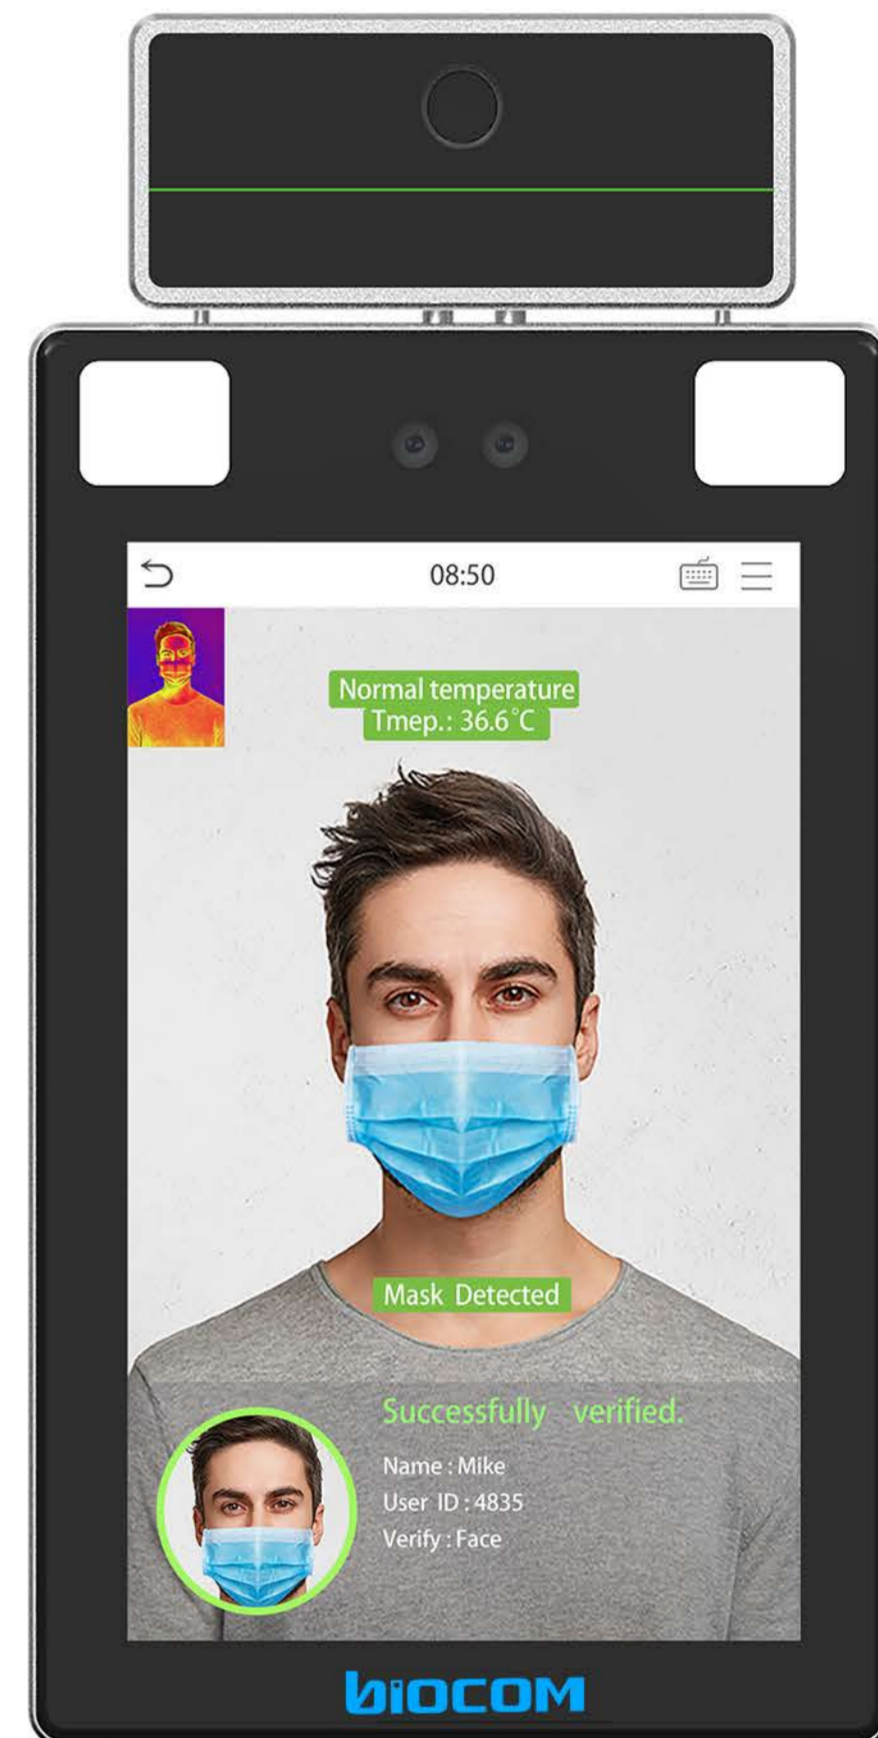 08:50
Normal temperature
Tmep.: 36.6°C
Mask Detected
Successfully verified.
Name : Mike
User ID : 4835
Verify : Face
biocom